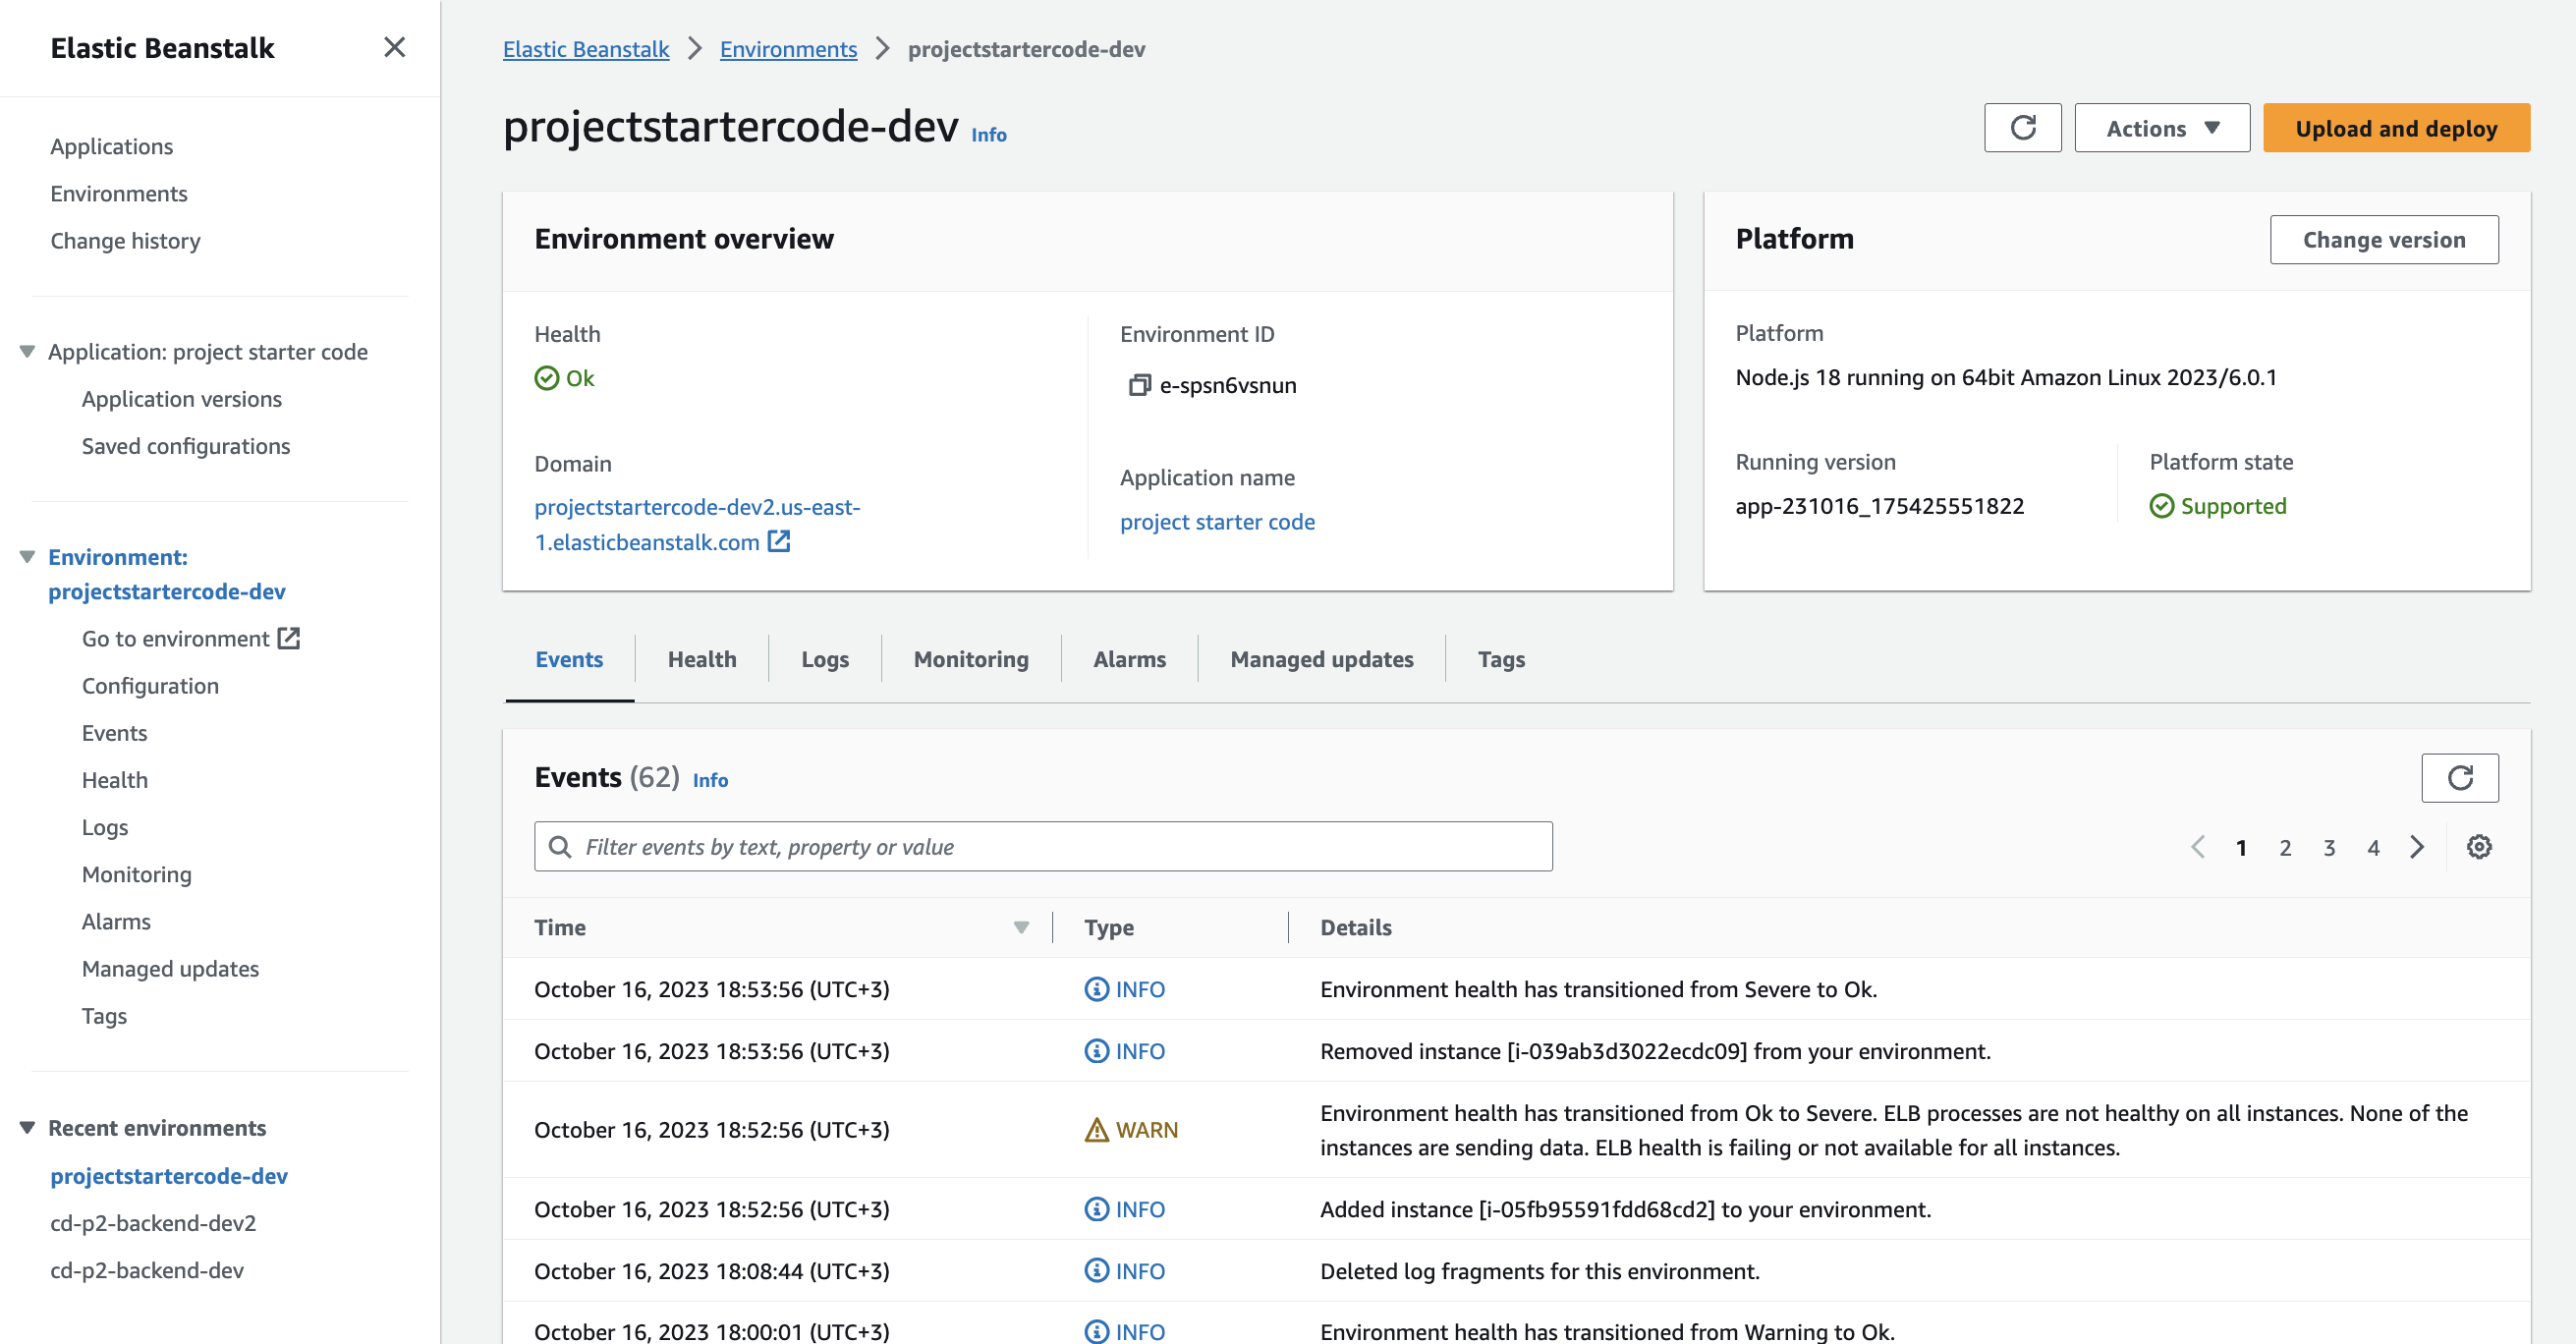 Elastic Beanstalk
Applications
Environments
Change history
Application: project starter code
Application versions
Saved configurations
Environment:
projectstartercode-dev
Go to environment
Configuration
Events
Health
Logs
Monitoring
Alarms
Managed updates
Tags
Recent environments
projectstartercode-dev
cd-p2-backend-dev2
cd-p2-backend-dev
Elastic Beanstalk > Environments > projectstartercode-dev
projectstartercode-dev Info
Actions
Upload and deploy
Environment overview
Health
Ok
Environment ID
e-spsn6vsnun
Domain
projectstartercode-dev2.us-east-
1.elasticbeanstalk.com
Application name
project starter code
Platform
Change version
Platform
Node.js 18 running on 64bit Amazon Linux 2023/6.0.1
Running version
app-231016_175425551822
Platform state
Supported
Events Health Logs Monitoring Alarms Managed updates Tags
Events (62) Info
Filter events by text, property or value
1 2 3 4
Time Type Details
October 16, 2023 18:53:56 (UTC+3) INFO Environment health has transitioned from Severe to Ok.
October 16, 2023 18:53:56 (UTC+3) INFO Removed instance [i-039ab3d3022ecdc09] from your environment.
October 16, 2023 18:52:56 (UTC+3) WARN Environment health has transitioned from Ok to Severe. ELB processes are not healthy on all instances. None of the
instances are sending data. ELB health is failing or not available for all instances.
October 16, 2023 18:52:56 (UTC+3) INFO Added instance [i-05fb95591fdd68cd2] to your environment.
October 16, 2023 18:08:44 (UTC+3) INFO Deleted log fragments for this environment.
October 16, 2023 18:00:01 (UTC+3) INFO Environment health has transitioned from Warning to Ok.